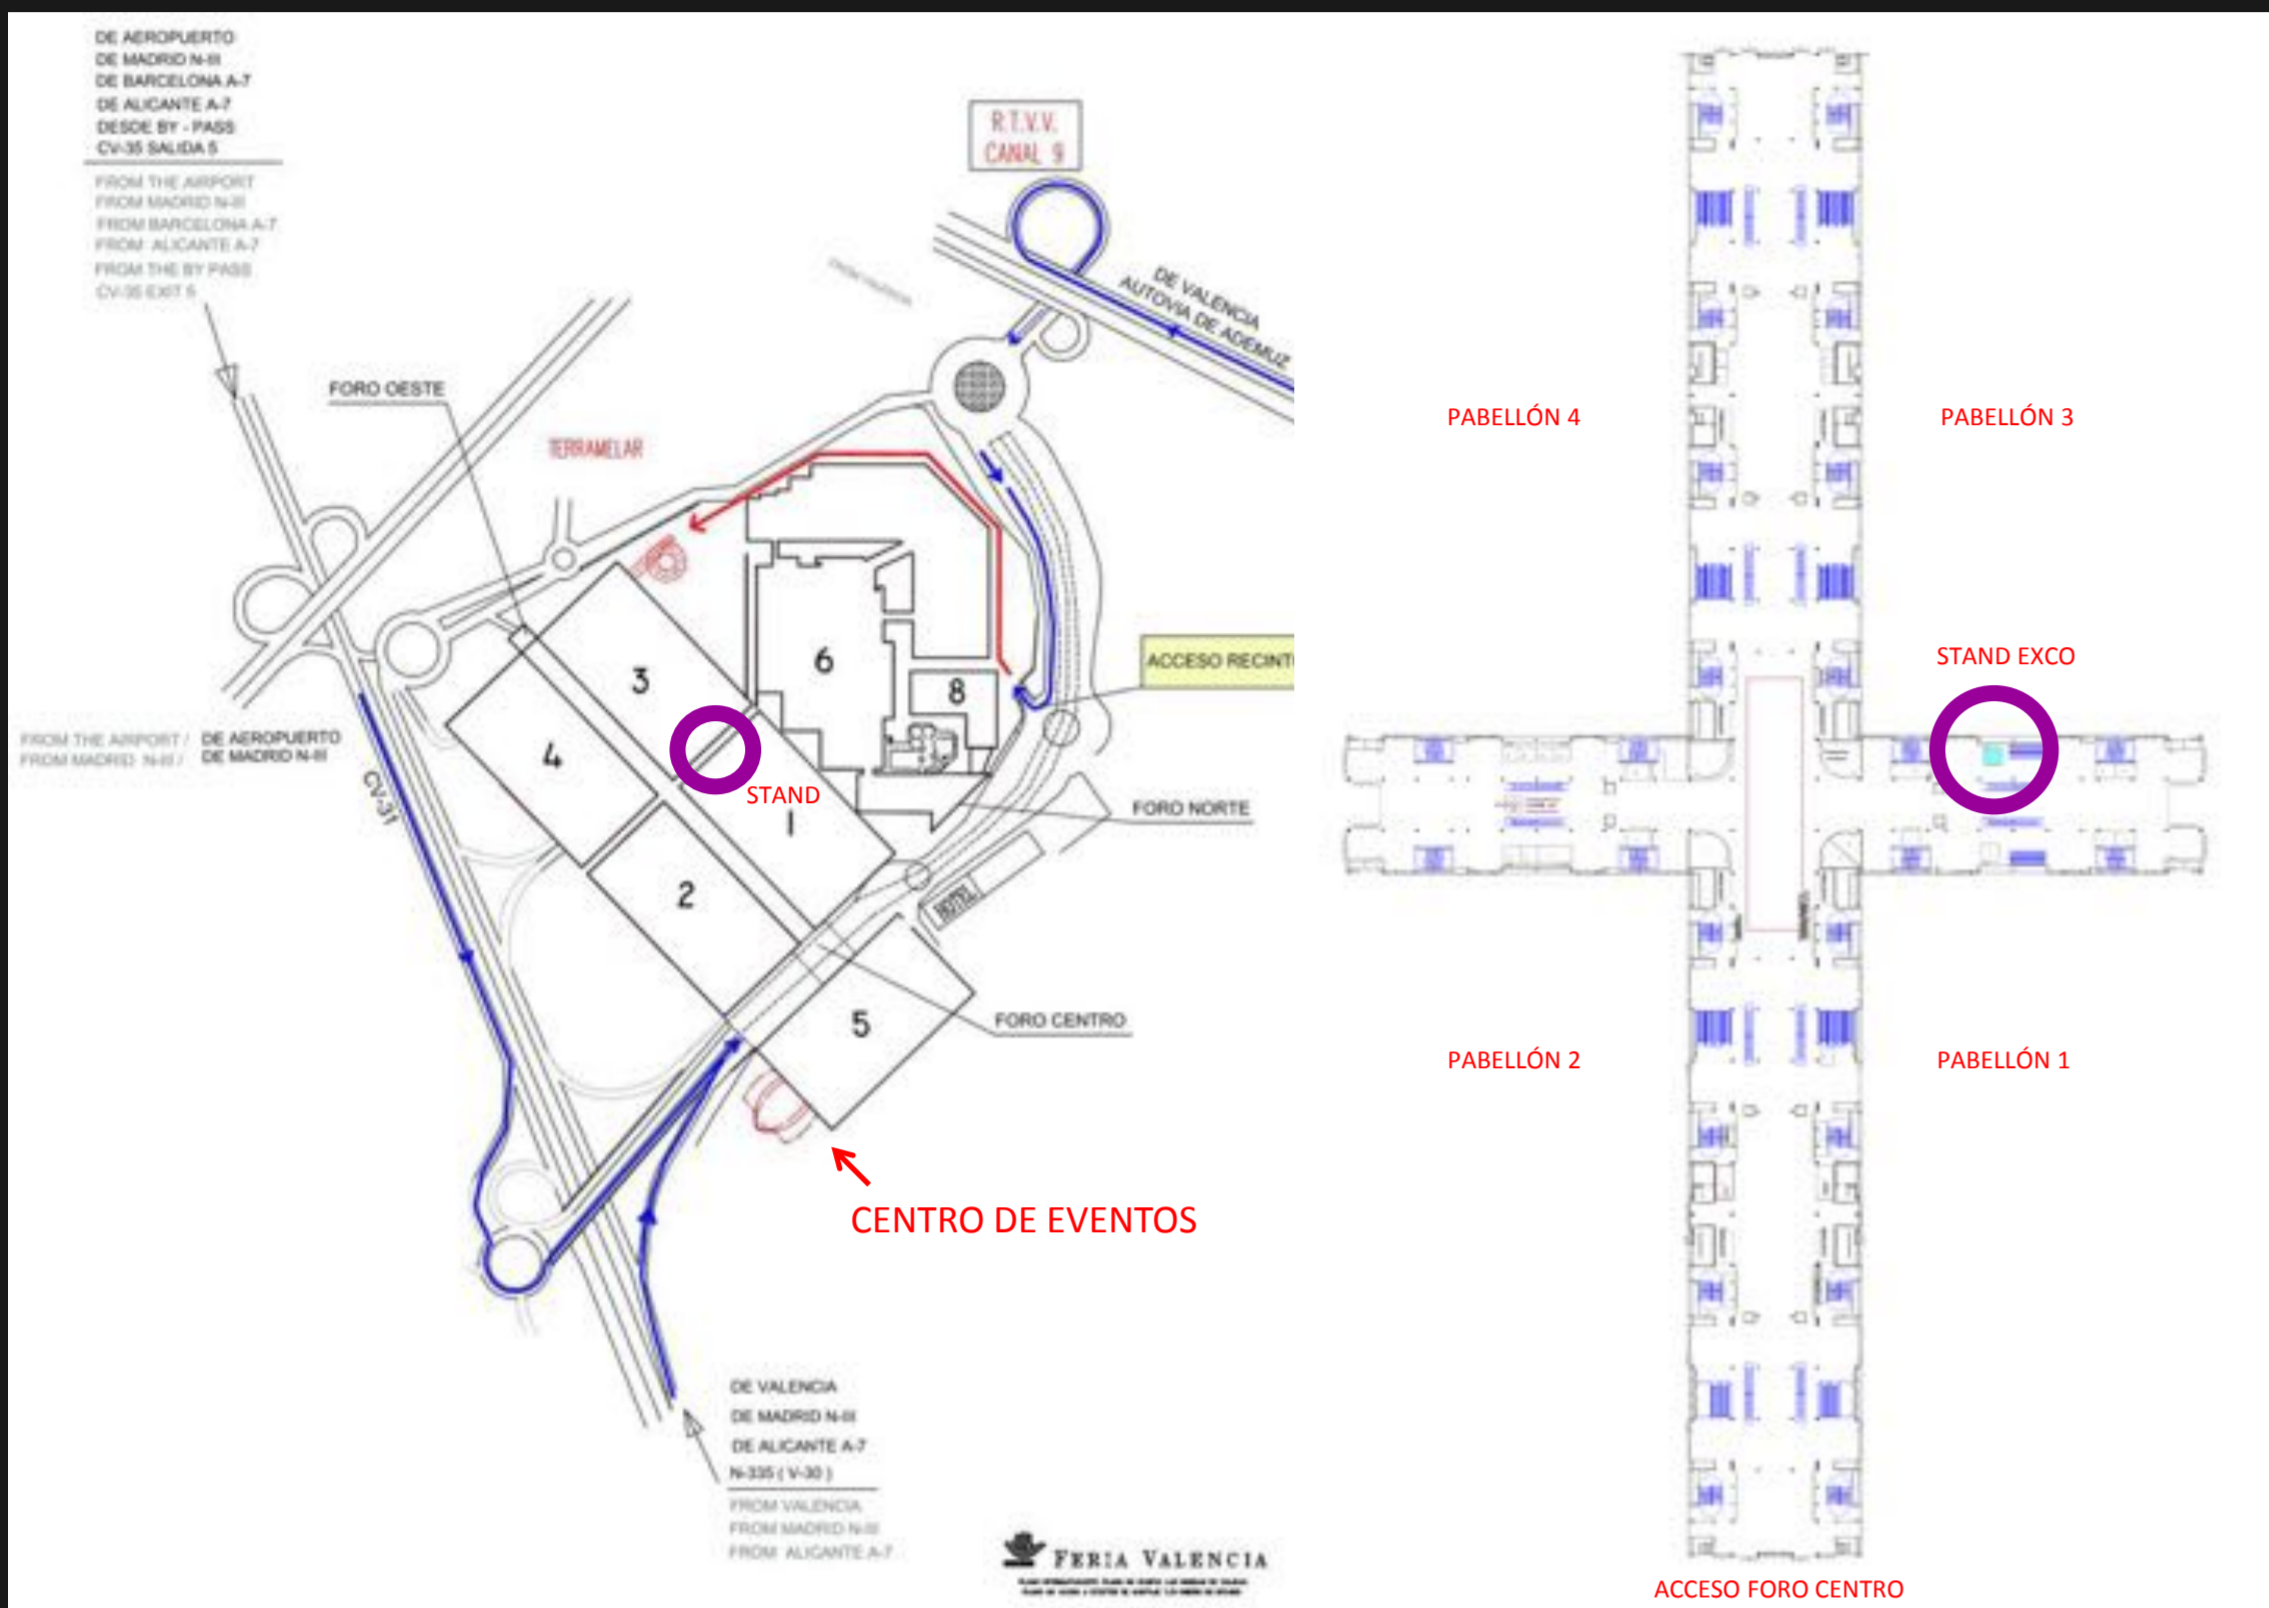 DE AEROPUERTO
DE MADRID N-III
DE BARCELONA A-7
DE ALICANTE A-7
DESDE BY - PASS
CV-35 SALIDA 5
FROM THE AIRPORT
FROM MADRID N-III
FROM BARCELONA A-7
FROM ALICANTE A-7
FROM THE BY PASS
CV-35 EXIT 5
R.T.V.V.
CANAL 9
DE VALENCIA
AUTOVIA DE ADEMUZ
FORO OESTE
TERRAMELAR
3
6
8
ACCESO RECINT
4
STAND
1
2
5
FROM THE AIRPORT / DE AEROPUERTO
FROM MADRID N-III / DE MADRID N-III
CV-31
FORO NORTE
HOTEL
FORO CENTRO
CENTRO DE EVENTOS
DE VALENCIA
DE MADRID N-III
DE ALICANTE A-7
N-335 ( V-30 )
FROM VALENCIA
FROM MADRID N-III
FROM ALICANTE A-7
FERIA VALENCIA
PABELLÓN 4
PABELLÓN 3
STAND EXCO
PABELLÓN 2
PABELLÓN 1
ACCESO FORO CENTRO